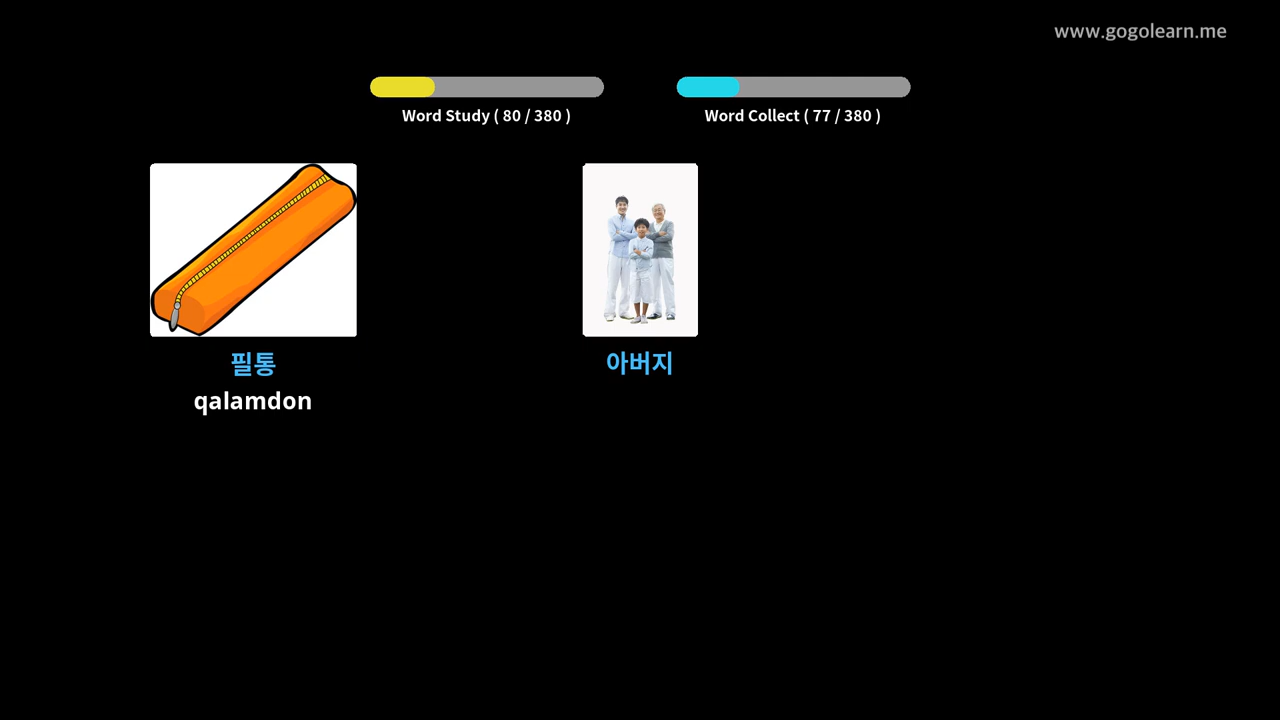 www.gogolearn.me
Word Study ( 80 / 380 )
Word Collect ( 77 / 380 )
필통
qalamdon
아버지